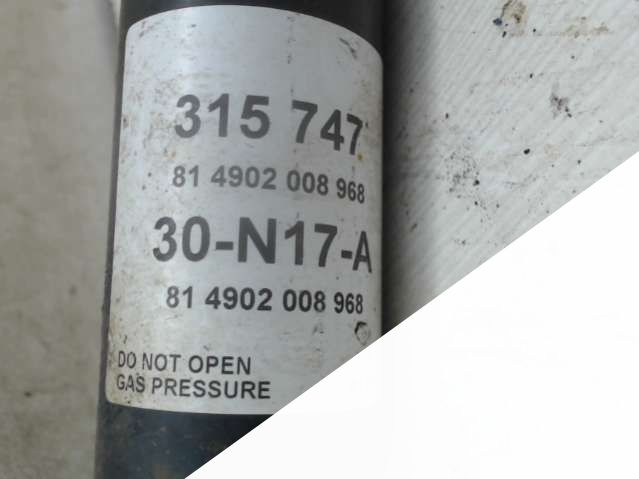 315 747
81 4902 008 968
30-N17-A
81 4902 008 968
DO NOT OPEN
GAS PRESSURE